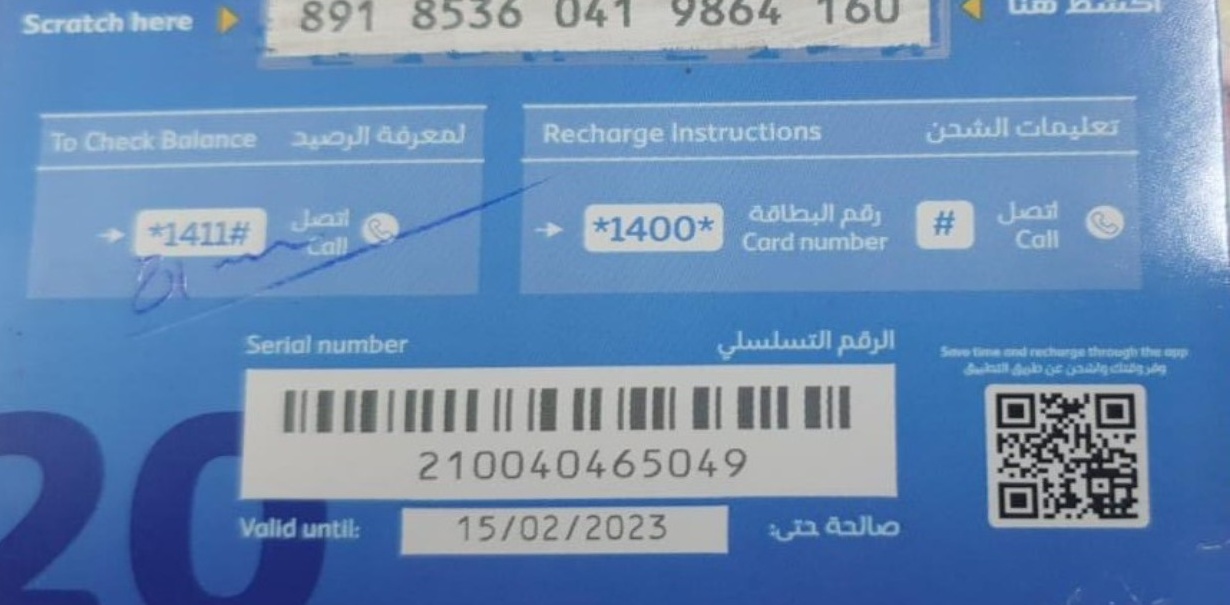 Scratch here 891 8536 041 9864 160 اكشط هنا
To Check Balance لمعرفة الرصيد
*1411# اتصل
Call
Recharge Instructions تعليمات الشحن
*1400* رقم البطاقة # اتصل
Card number Call
Serial number الرقم التسلسلي
210040465049
Valid until: 15/02/2023 صالحة حتى:
Save time and recharge through the app
وفر وقتك واشحن عن طريق التطبيق
20